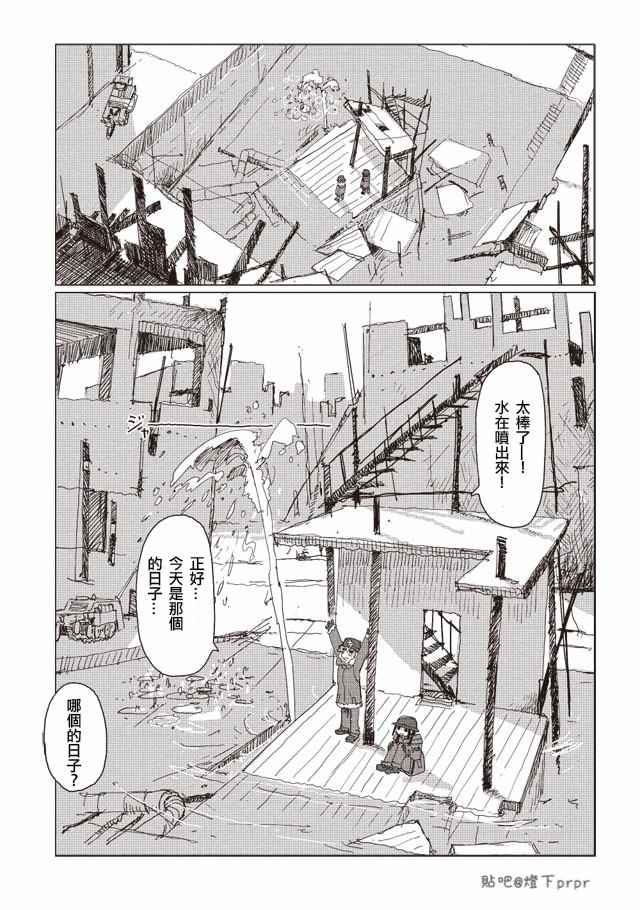 太棒了—！
水在噴出來！
ジャ
正好…
今天是那個
的日子…
哪個的日子？
貼吧@燈下prpr